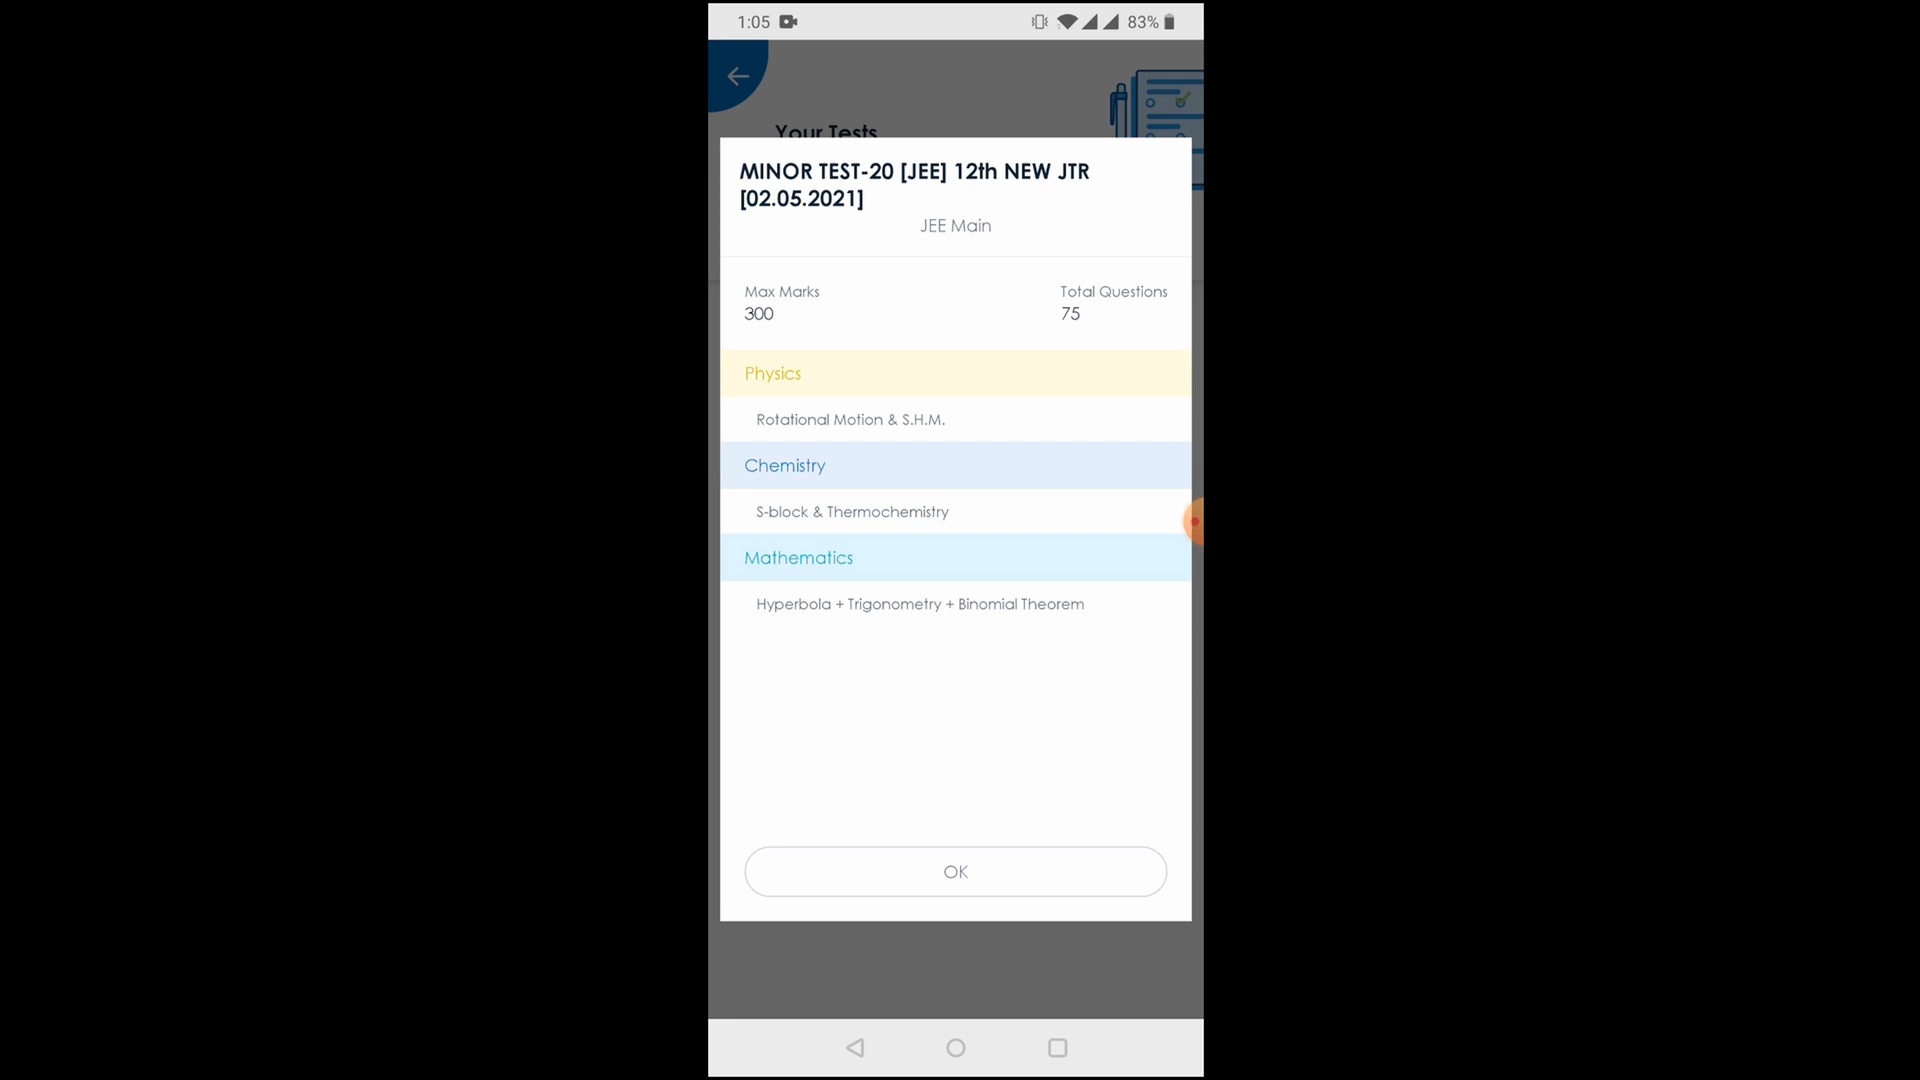 1:05
83%
Your Tests
MINOR TEST-20 [JEE] 12th NEW JTR
[02.05.2021]
JEE Main
Max Marks
Total Questions
300
75
Physics
Rotational Motion & S.H.M.
Chemistry
S-block & Thermochemistry
Mathematics
Hyperbola + Trigonometry + Binomial Theorem
OK